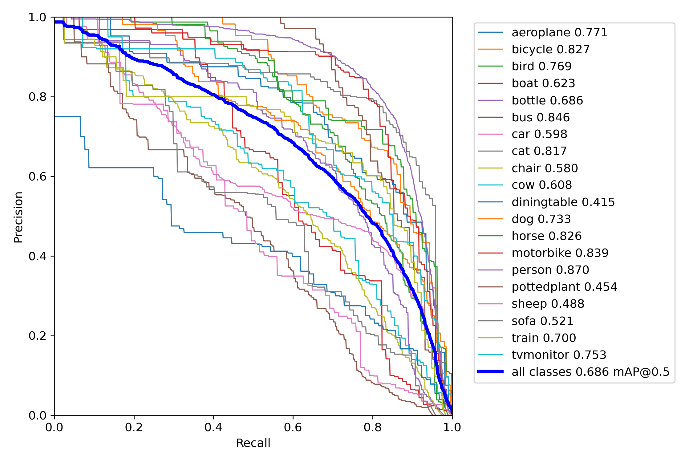 1.0
0.8
0.6
0.4
0.2
0.0
Precision
0.0 0.2 0.4 0.6 0.8 1.0
Recall
aeroplane 0.771
bicycle 0.827
bird 0.769
boat 0.623
bottle 0.686
bus 0.846
car 0.598
cat 0.817
chair 0.580
cow 0.608
diningtable 0.415
dog 0.733
horse 0.826
motorbike 0.839
person 0.870
pottedplant 0.454
sheep 0.488
sofa 0.521
train 0.700
tvmonitor 0.753
all classes 0.686 mAP@0.5